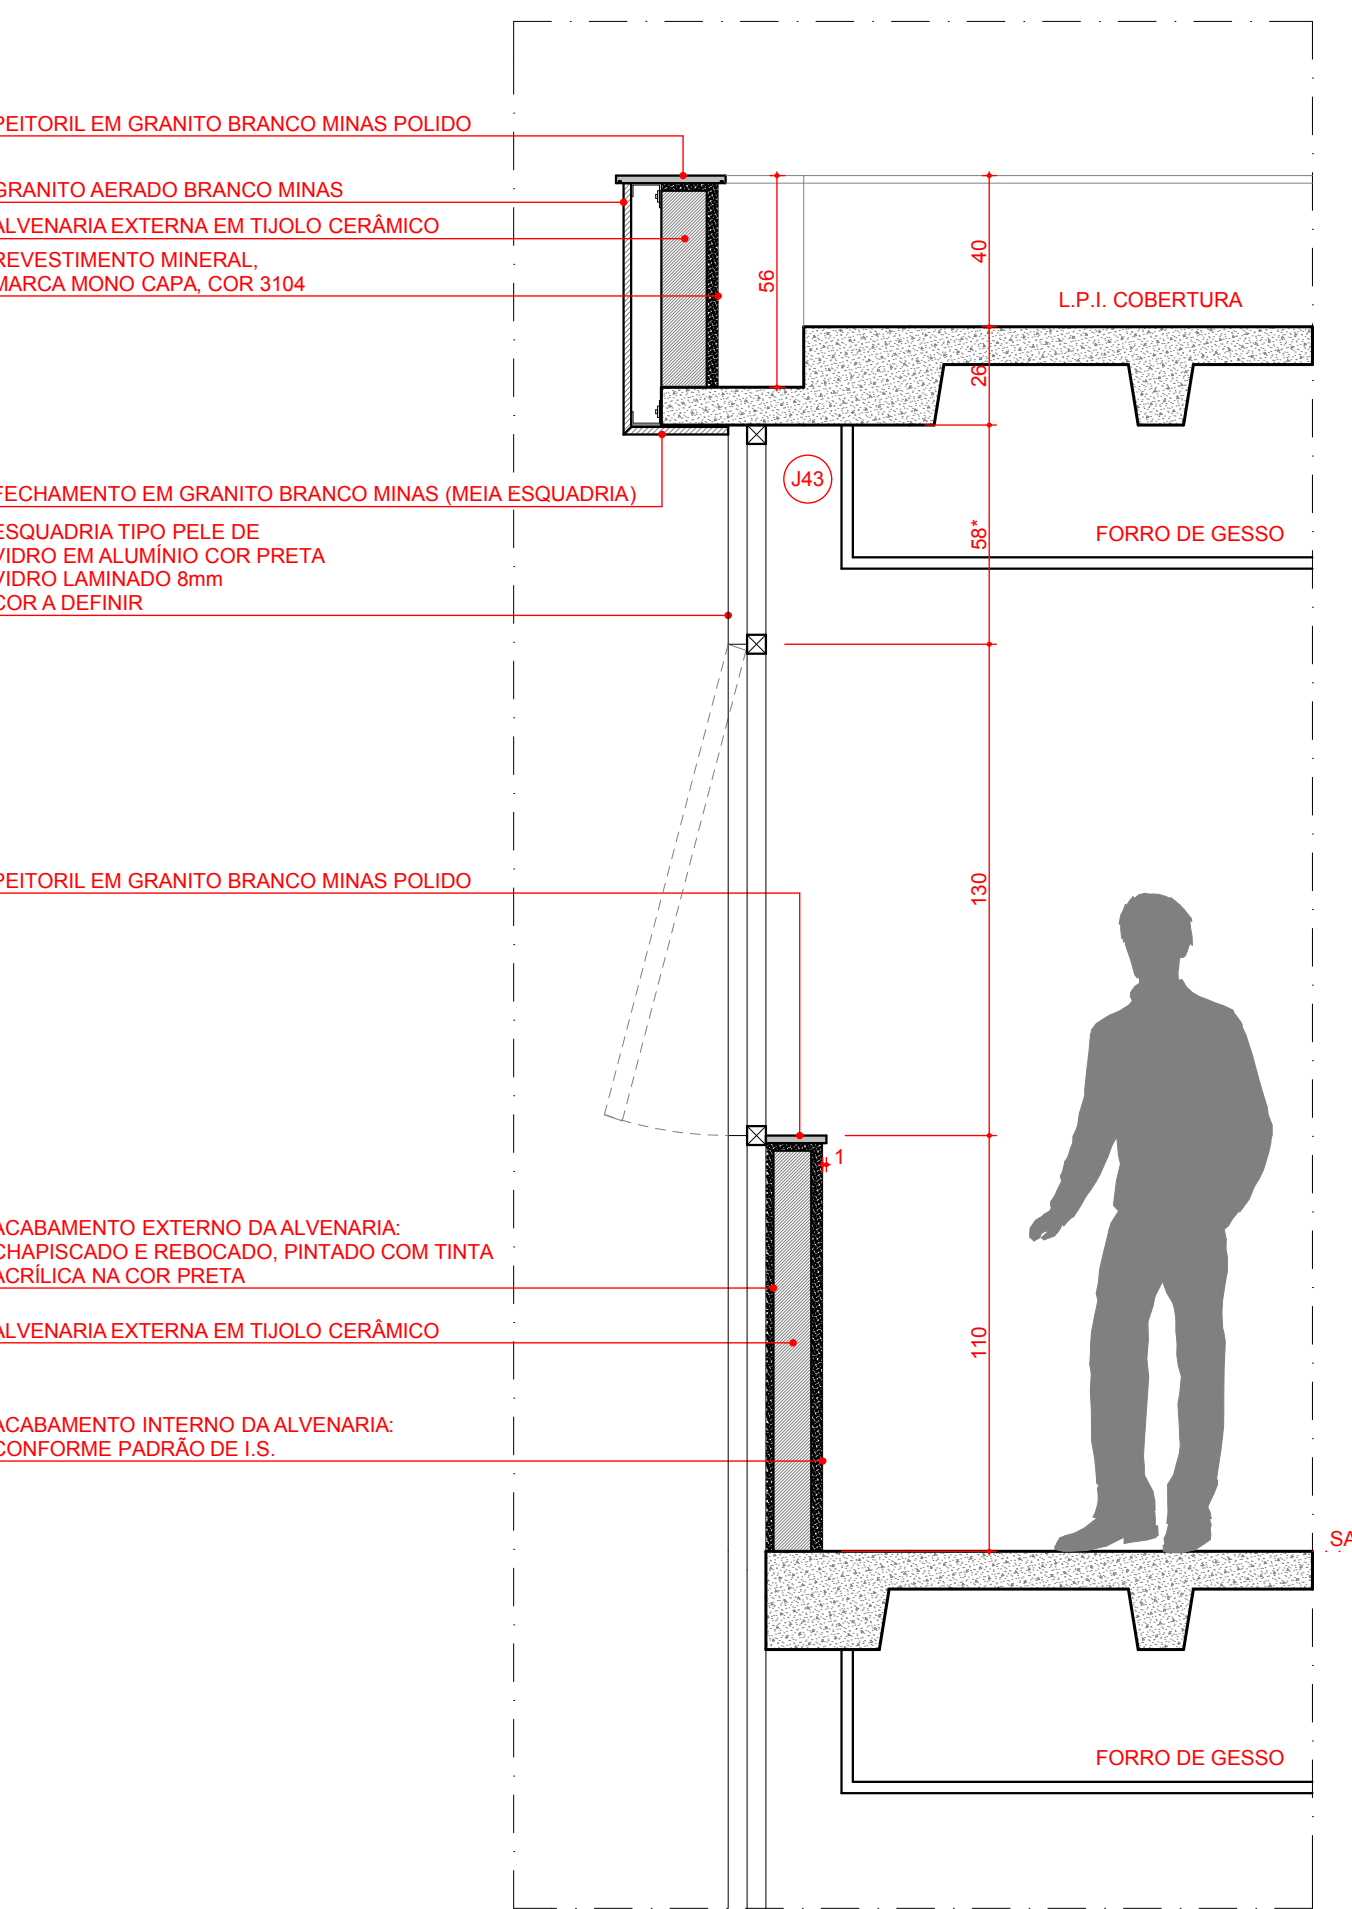 PEITORIL EM GRANITO BRANCO MINAS POLIDO
GRANITO AERADO BRANCO MINAS
ALVENARIA EXTERNA EM TIJOLO CERÂMICO
REVESTIMENTO MINERAL,
MARCA MONO CAPA, COR 3104
56
40
L.P.I. COBERTURA
26
J43
FECHAMENTO EM GRANITO BRANCO MINAS (MEIA ESQUADRIA)
ESQUADRIA TIPO PELE DE
VIDRO EM ALUMÍNIO COR PRETA
VIDRO LAMINADO 8mm
COR A DEFINIR
58*
FORRO DE GESSO
PEITORIL EM GRANITO BRANCO MINAS POLIDO
130
1
ACABAMENTO EXTERNO DA ALVENARIA:
CHAPISCADO E REBOCADO, PINTADO COM TINTA
ACRÍLICA NA COR PRETA
ALVENARIA EXTERNA EM TIJOLO CERÂMICO
110
ACABAMENTO INTERNO DA ALVENARIA:
CONFORME PADRÃO DE I.S.
SA
FORRO DE GESSO